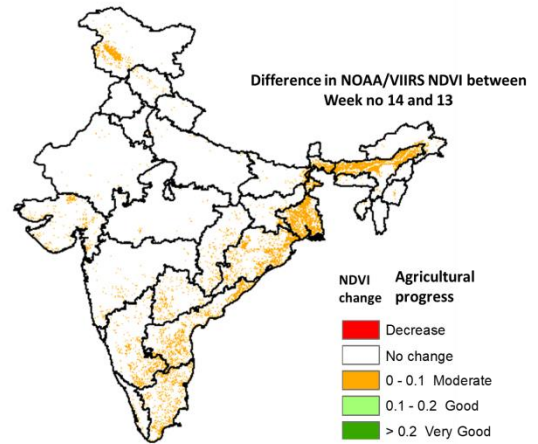 Difference in NOAA/VIIRS NDVI between
Week no 14 and 13
NDVI change
Agricultural progress
Decrease
No change
0 - 0.1 Moderate
0.1 - 0.2 Good
> 0.2 Very Good